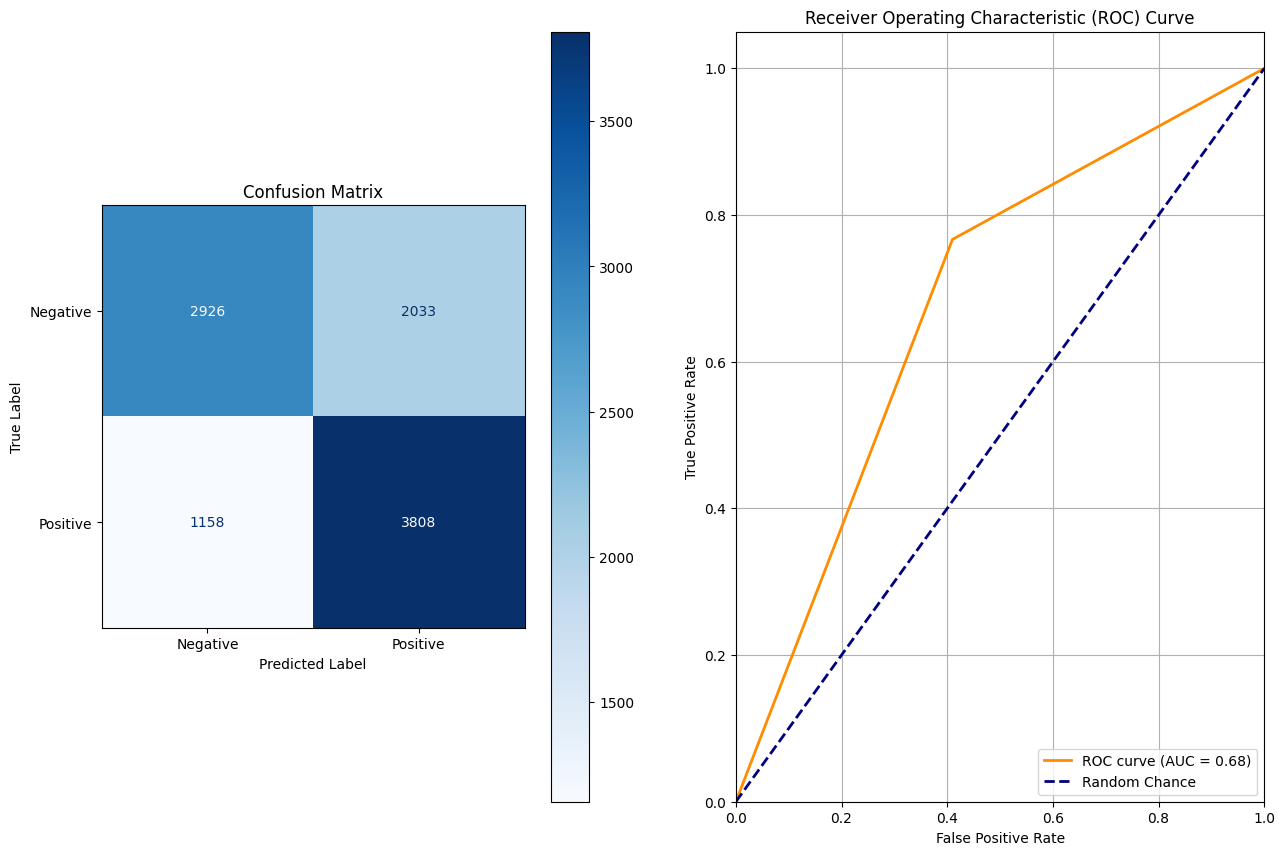 Confusion Matrix
Negative
2926
2033
Positive
1158
3808
Negative
Positive
Predicted Label
True Label
3500
3000
2500
2000
1500
Receiver Operating Characteristic (ROC) Curve
1.0
0.8
0.6
0.4
0.2
0.0
0.0
0.2
0.4
0.6
0.8
1.0
False Positive Rate
True Positive Rate
ROC curve (AUC = 0.68)
Random Chance